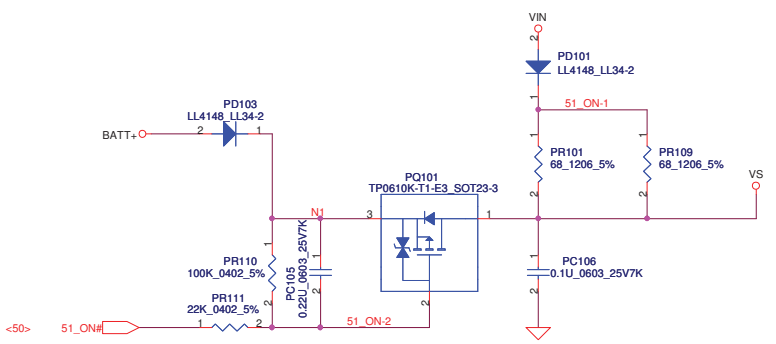 VIN
2
PD101
LL4148_LL34-2
1
51_ON-1
PD103
LL4148_LL34-2
BATT+
2
1
1
1
PR101
68_1206_5%
PR109
68_1206_5%
2
2
PQ101
TP0610K-T1-E3_SOT23-3
VS
N1
3
1
1
PR110
100K_0402_5%
2
1
PC105
0.22U_0603_25V7K
2
1
PC106
0.1U_0603_25V7K
2
2
PR111
22K_0402_5%
<50>
51_ON#
1
2
51_ON-2